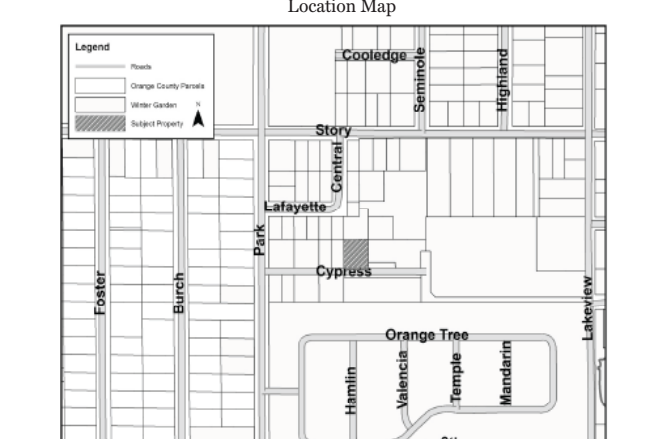 Location Map
Legend
Roads
Orange County Parcels
Winter Garden
N
Subject Property
Cooledge
Seminole
Highland
Story
Central
Lafayette
Park
Cypress
Foster
Burch
Lakeview
Orange Tree
Hamlin
Valencia
Temple
Mandarin